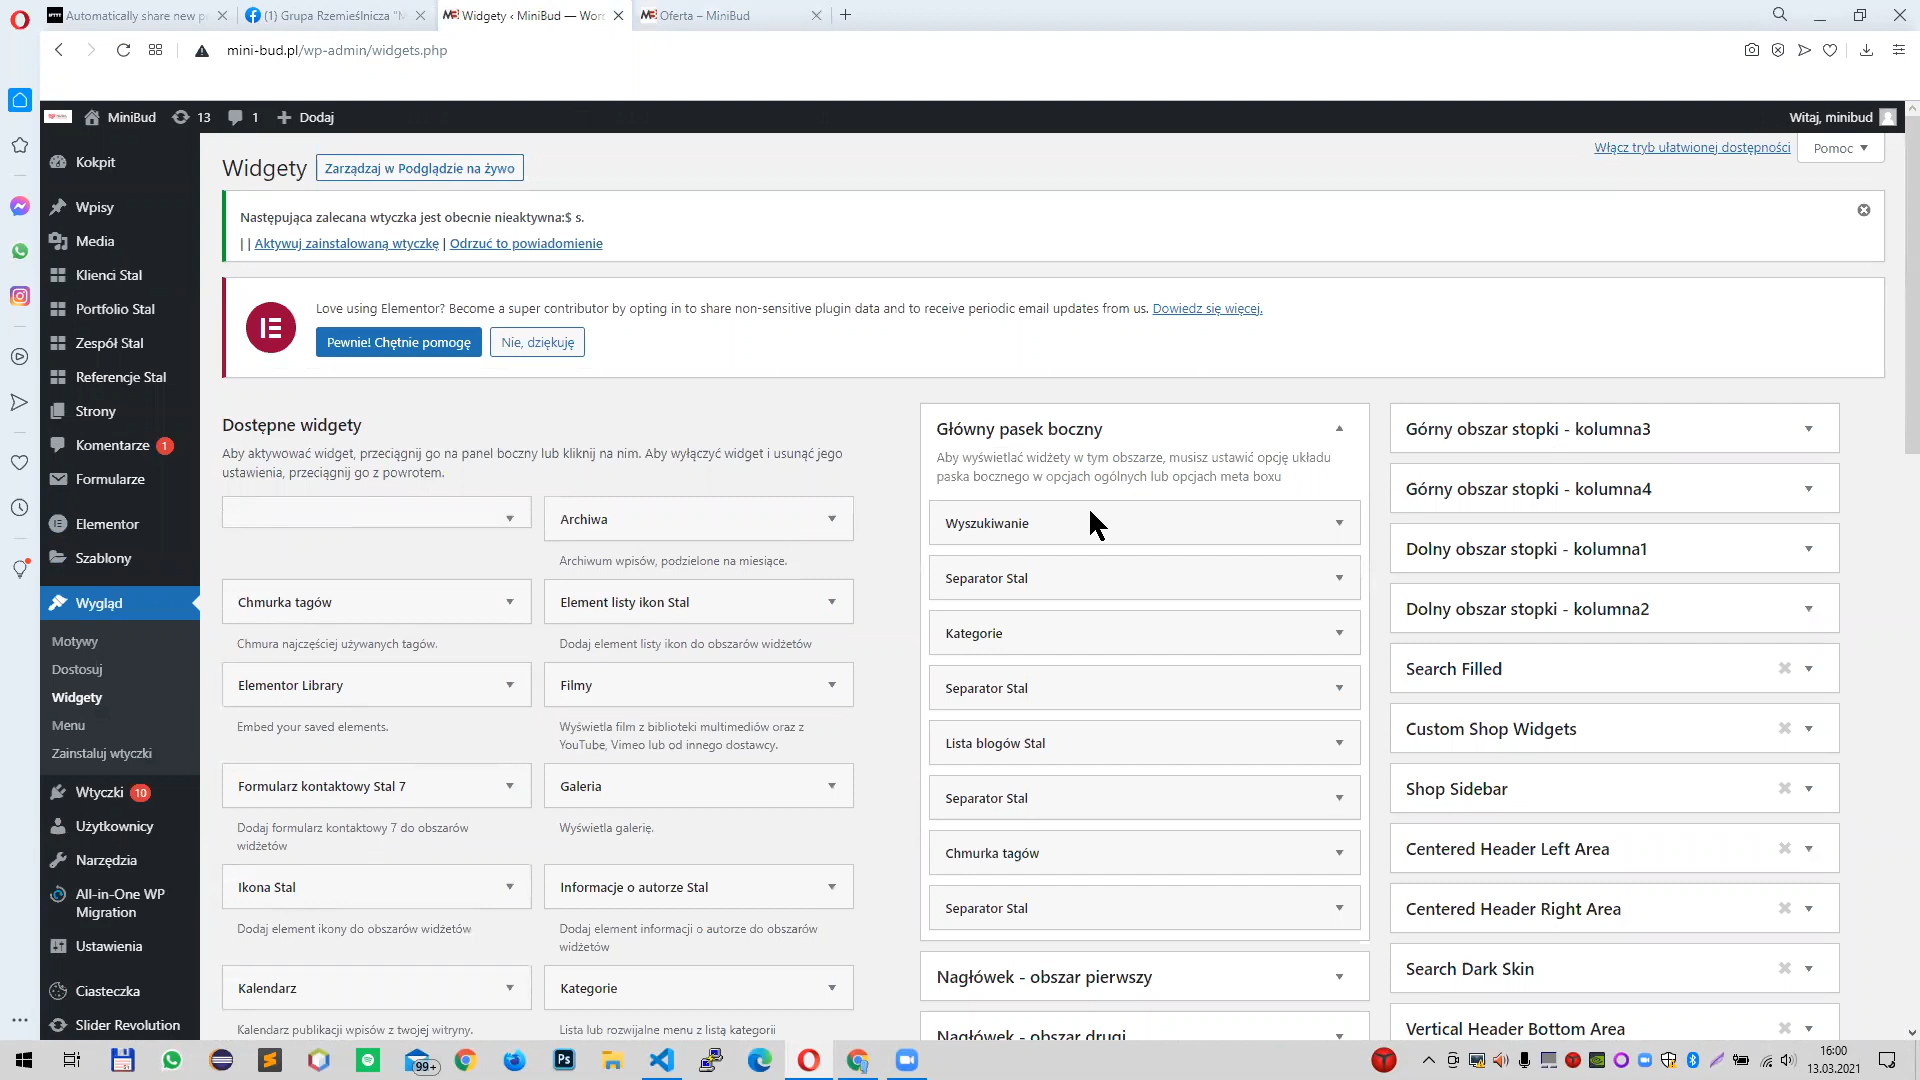 Automatically share new p
(1) Grupa Rzemieślnicza "M
Widgety ‹ MiniBud — Wor
Oferta – MiniBud
mini-bud.pl/wp-admin/widgets.php
MiniBud
13
1
Dodaj
Witaj, minibud
Kokpit
Wpisy
Media
Klienci Stal
Portfolio Stal
Zespół Stal
Referencje Stal
Strony
Komentarze 1
Formularze
Elementor
Szablony
Wygląd
Motywy
Dostosuj
Widgety
Menu
Zainstaluj wtyczki
Wtyczki 10
Użytkownicy
Narzędzia
All-in-One WP
Migration
Ustawienia
Ciasteczka
Slider Revolution
Widgety
Zarządzaj w Podglądzie na żywo
Włącz tryb ułatwionej dostępności
Pomoc
Następująca zalecana wtyczka jest obecnie nieaktywna:$ s.
| | Aktywuj zainstalowaną wtyczkę | Odrzuć to powiadomienie
Love using Elementor? Become a super contributor by opting in to share non-sensitive plugin data and to receive periodic email updates from us. Dowiedz się więcej.
Pewnie! Chętnie pomogę
Nie, dziękuję
Dostępne widgety
Aby aktywować widget, przeciągnij go na panel boczny lub kliknij na nim. Aby wyłączyć widget i usunąć jego
ustawienia, przeciągnij go z powrotem.
Archiwa
Archiwum wpisów, podzielone na miesiące.
Chmurka tagów
Chmura najczęściej używanych tagów.
Element listy ikon Stal
Dodaj element listy ikon do obszarów widżetów
Elementor Library
Embed your saved elements.
Filmy
Wyświetla film z biblioteki multimediów oraz z
YouTube, Vimeo lub od innego dostawcy.
Formularz kontaktowy Stal 7
Dodaj formularz kontaktowy 7 do obszarów
widżetów
Galeria
Wyświetla galerię.
Ikona Stal
Dodaj element ikony do obszarów widżetów
Informacje o autorze Stal
Dodaj element informacji o autorze do obszarów
widżetów
Kalendarz
Kalendarz publikacji wpisów z twojej witryny.
Kategorie
Lista lub rozwijalne menu z listą kategorii
Główny pasek boczny
Aby wyświetlać widżety w tym obszarze, musisz ustawić opcję układu
paska bocznego w opcjach ogólnych lub opcjach meta boxu
Wyszukiwanie
Separator Stal
Kategorie
Separator Stal
Lista blogów Stal
Separator Stal
Chmurka tagów
Separator Stal
Nagłówek - obszar pierwszy
Nagłówek - obszar drugi
Górny obszar stopki - kolumna3
Górny obszar stopki - kolumna4
Dolny obszar stopki - kolumna1
Dolny obszar stopki - kolumna2
Search Filled
Custom Shop Widgets
Shop Sidebar
Centered Header Left Area
Centered Header Right Area
Search Dark Skin
Vertical Header Bottom Area
99+
Ps
16:00
13.03.2021